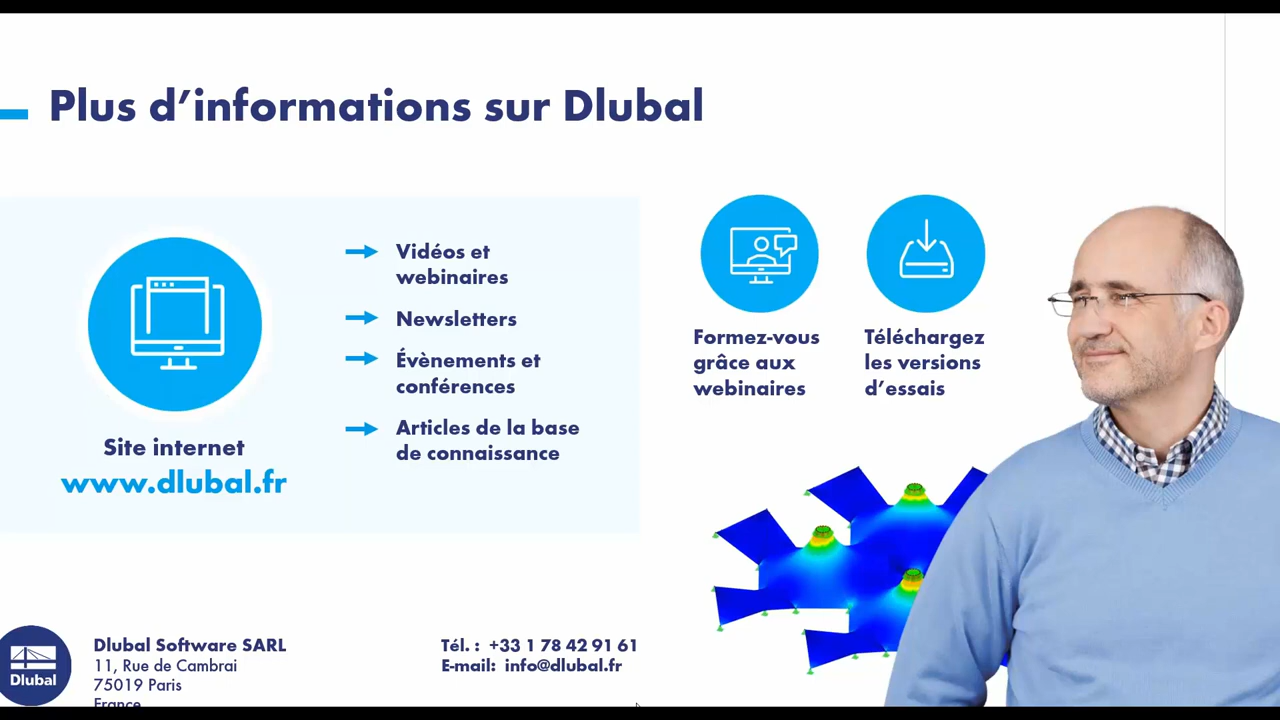 Plus d’informations sur Dlubal
Vidéos et
webinaires
Newsletters
Évènements et
conférences
Articles de la base
de connaissance
Site internet
www.dlubal.fr
Formez-vous
grâce aux
webinaires
Téléchargez
les versions
d’essais
Dlubal
Dlubal Software SARL
11, Rue de Cambrai
75019 Paris
France
Tél. : +33 1 78 42 91 61
E-mail: info@dlubal.fr